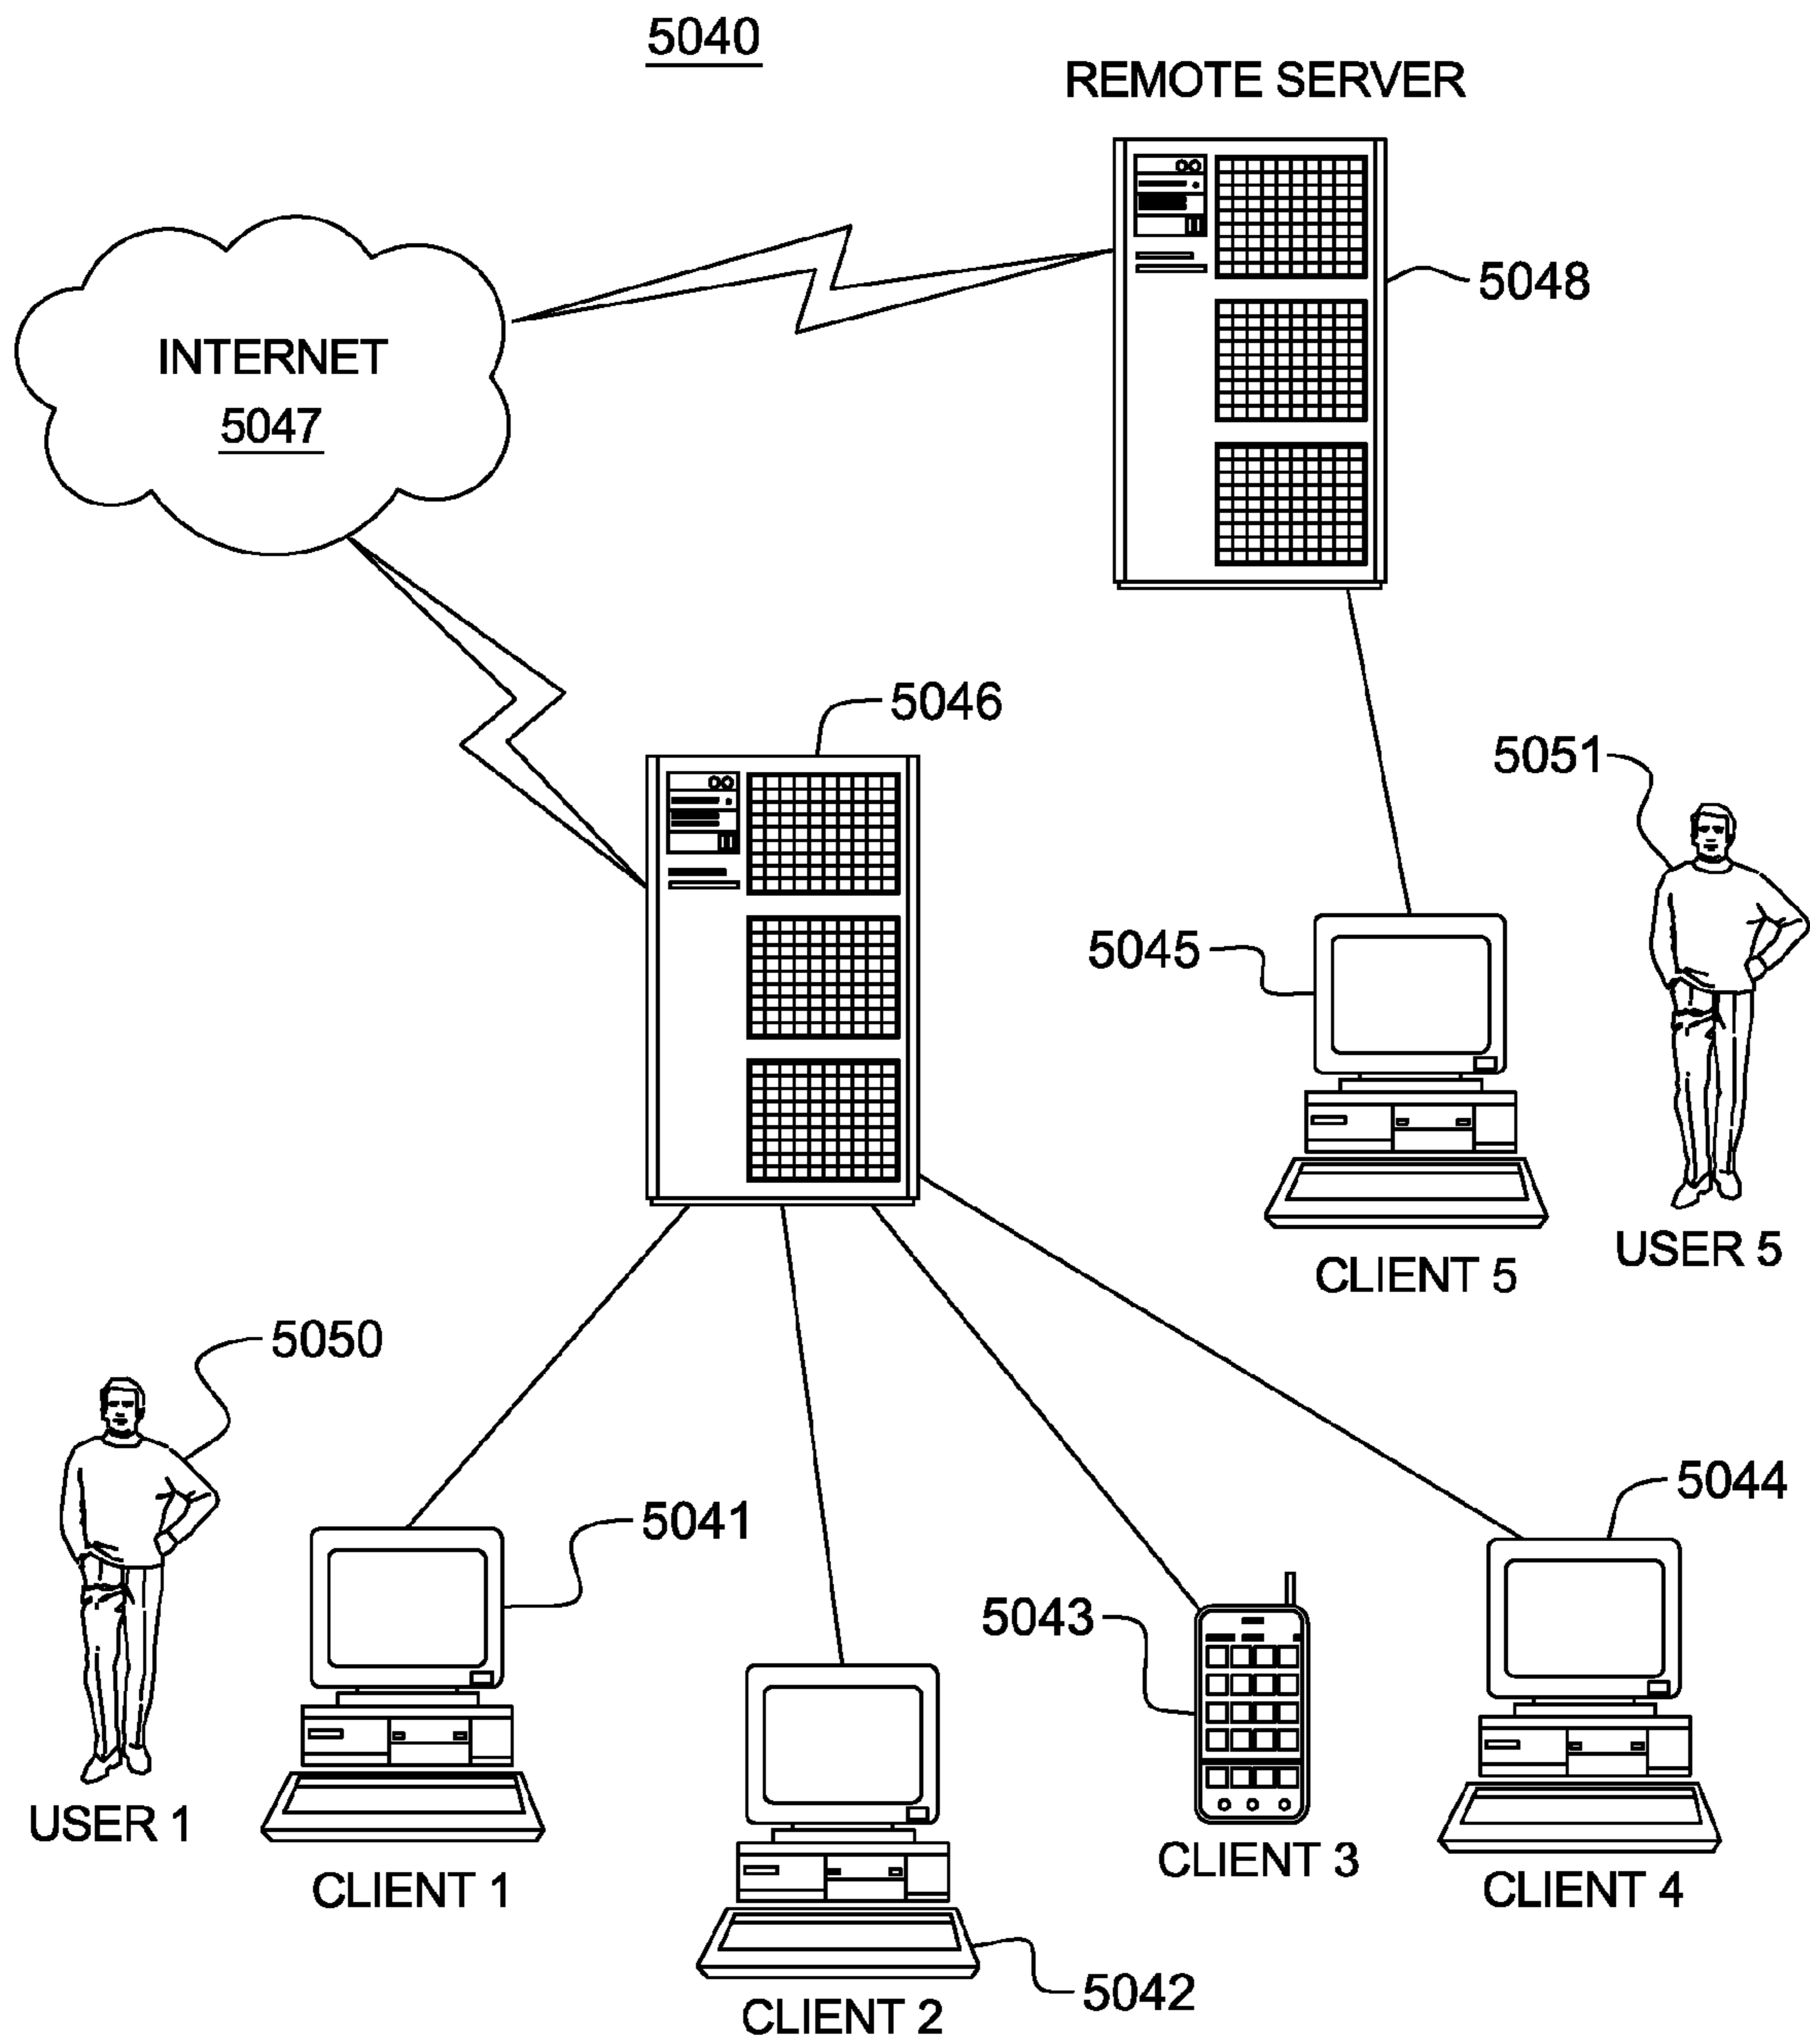 5040
REMOTE SERVER
5048
INTERNET
5047
5046
5051
5045
USER 5
CLIENT 5
5050
5044
5041
5043
USER 1
CLIENT 3
CLIENT 1
CLIENT 4
5042
CLIENT 2